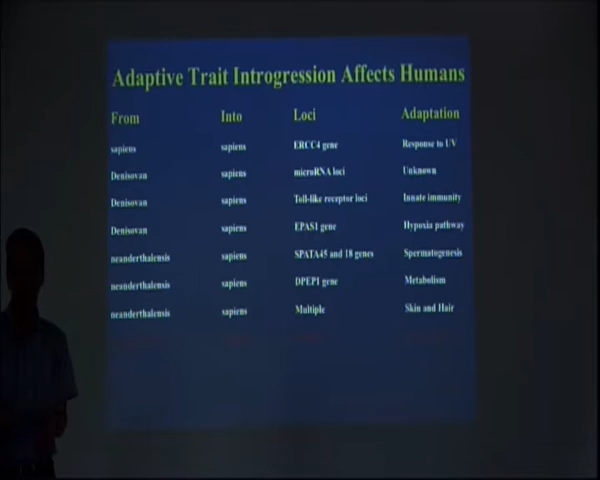 Adaptive Trait Introgression Affects Humans
From Into Loci Adaptation
sapiens sapiens ERCC4 gene Response to UV
Denisovan sapiens microRNA loci Unknown
Denisovan sapiens Toll-like receptor loci Innate immunity
Denisovan sapiens EPAS1 gene Hypoxia pathway
neanderthalensis sapiens SPATA45 and 18 genes Spermatogenesis
neanderthalensis sapiens DPEP1 gene Metabolism
neanderthalensis sapiens Multiple Skin and Hair